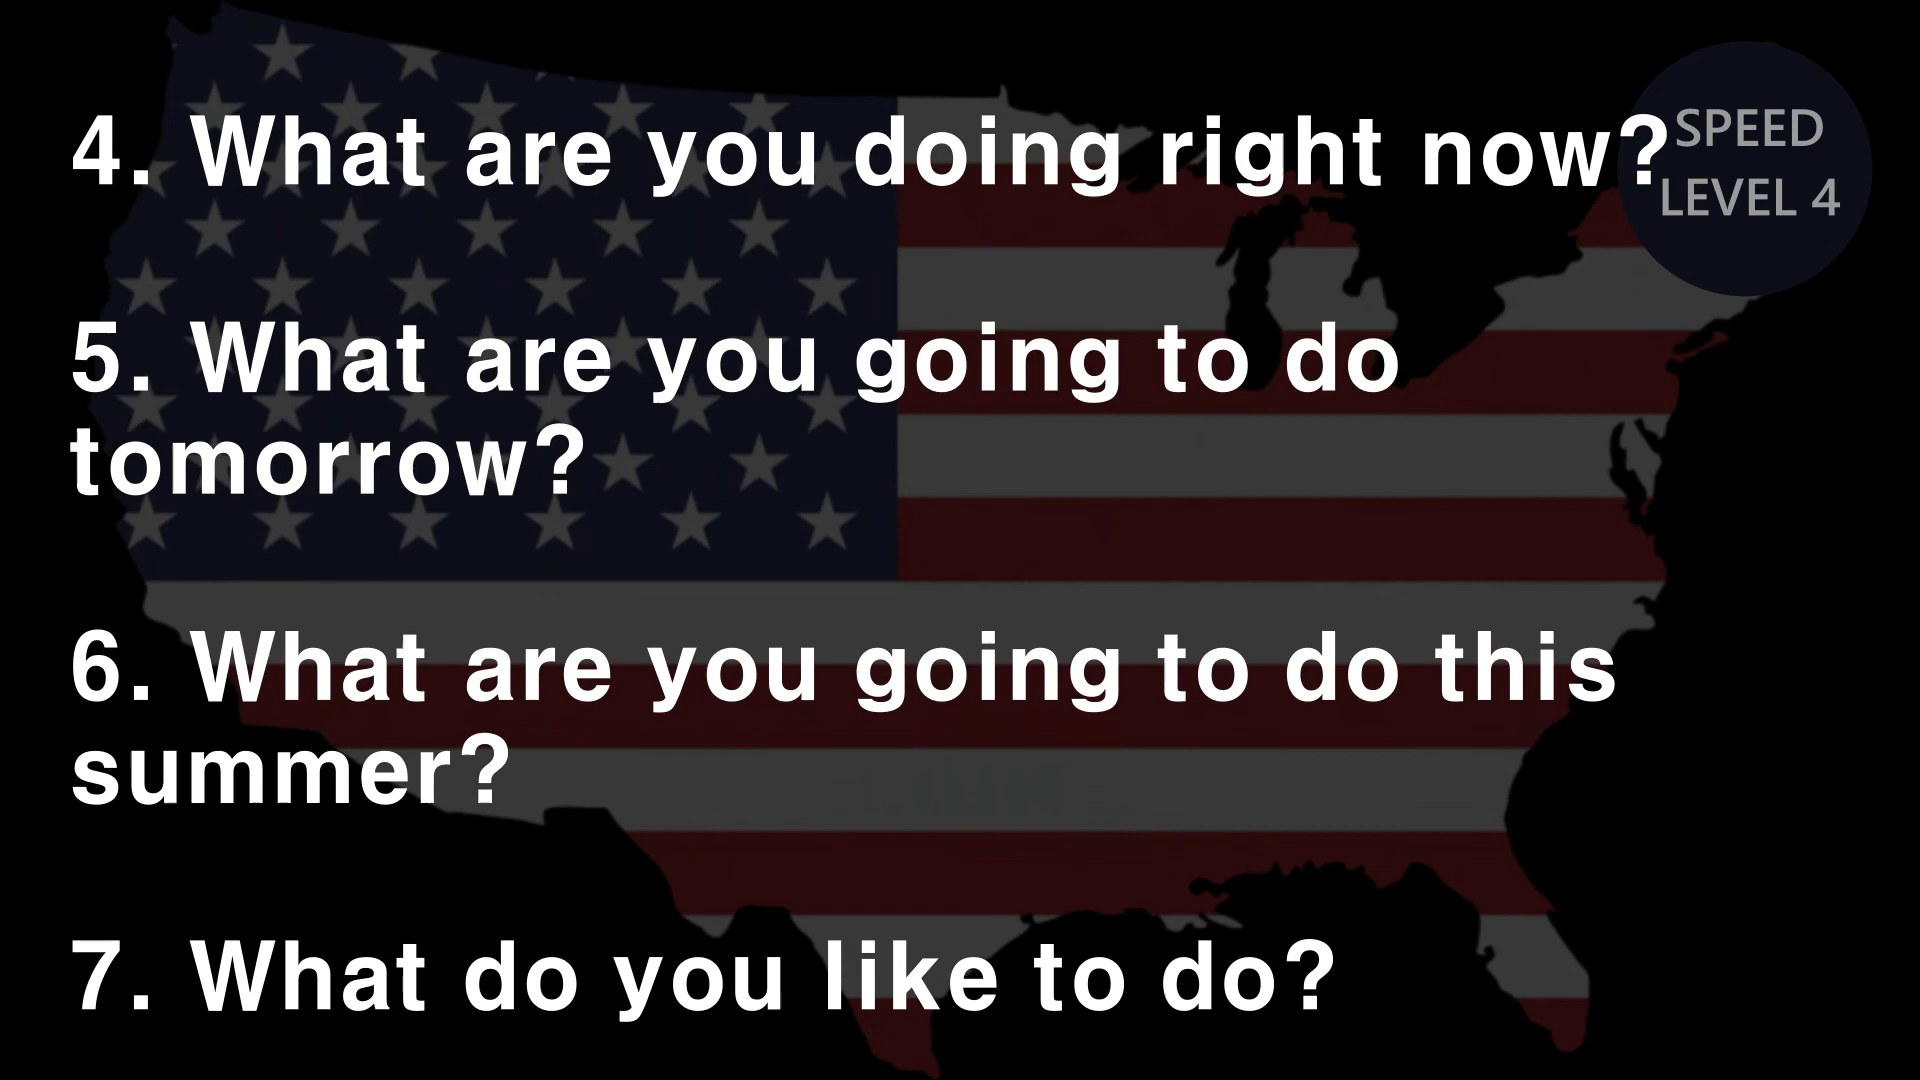 4. What are you doing right now?
SPEED
LEVEL 4
5. What are you going to do
tomorrow?
6. What are you going to do this
summer?
7. What do you like to do?